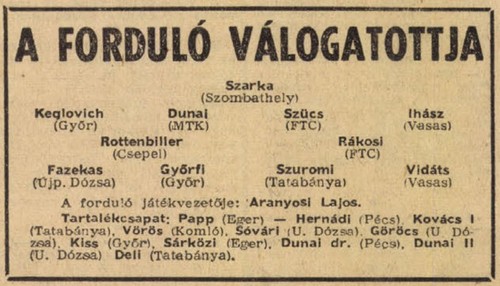 A FORDULÓ VÁLOGATOTTJA
Szarka
(Szombathely)
Keglovich Dunai Szűcs Ihász
(Győr) (MTK) (FTC) (Vasas)
Rottenbiller Rákosi
(Csepel) (FTC)
Fazekas Győrfi Szuromi Vidáts
(Újp. Dózsa) (Győr) (Tatabánya) (Vasas)
A forduló játékvezetője: Aranyosi Lajos.
Tartalékcsapat: Papp (Eger) — Hernádi (Pécs), Kovács I
(Tatabánya), Vörös (Komló), Sóvári (U. Dózsa), Göröcs (U. Dó-
zsa), Kiss (Győr), Sárközi (Eger), Dunai dr. (Pécs), Dunai II
(U. Dózsa) Deli (Tatabánya).